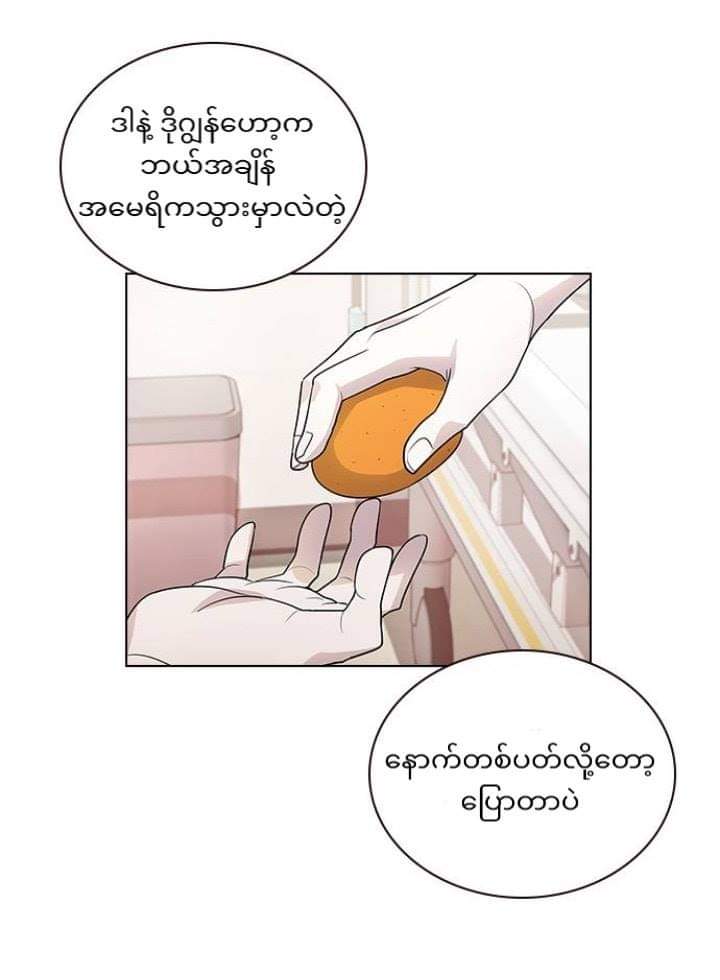 ဒါနဲ့ ဒိုဂျွန်ဟော့က
ဘယ်အချိန်
အမေရိကသွားမှာလဲတဲ့
နောက်တစ်ပတ်လို့တော့
ပြောတာပဲ